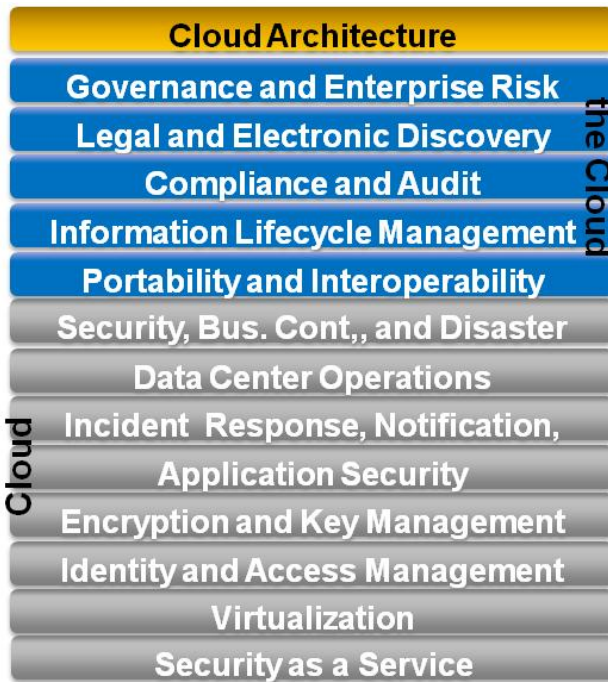 Cloud Architecture
Governance and Enterprise Risk
Legal and Electronic Discovery
Compliance and Audit
Information Lifecycle Management
Portability and Interoperability
the Cloud
Security, Bus. Cont,, and Disaster
Data Center Operations
Incident Response, Notification,
Application Security
Encryption and Key Management
Identity and Access Management
Virtualization
Security as a Service
Cloud